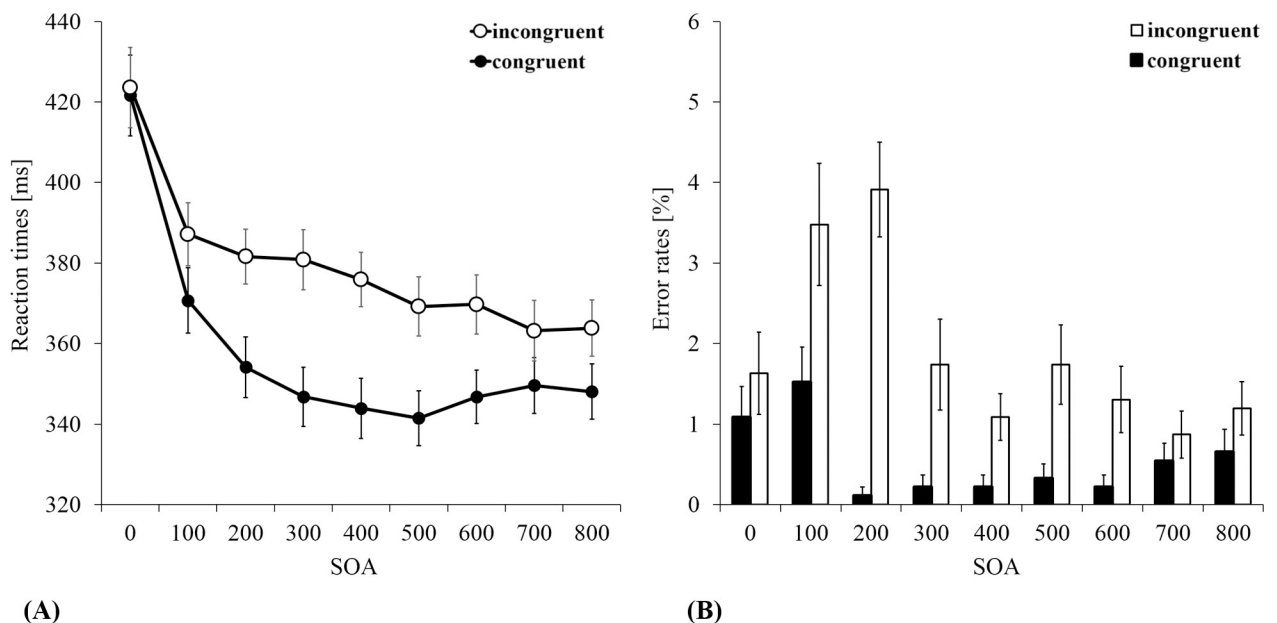 440
420
400
380
360
340
320
Reaction times [ms]
incongruent
congruent
0 100 200 300 400 500 600 700 800
SOA
(A)
6
5
4
3
2
1
0
Error rates [%]
incongruent
congruent
0 100 200 300 400 500 600 700 800
SOA
(B)